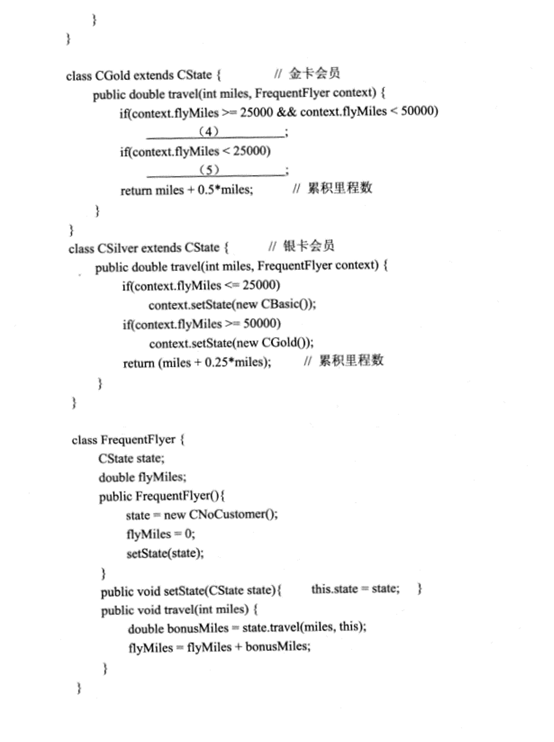 }
}
class CGold extends CState { // 金卡会员
public double travel(int miles, FrequentFlyer context) {
if(context.flyMiles >= 25000 && context.flyMiles < 50000)
(4) ;
if(context.flyMiles < 25000)
(5) ;
return miles + 0.5*miles; // 累积里程数
}
}
class CSilver extends CState { // 银卡会员
public double travel(int miles, FrequentFlyer context) {
if(context.flyMiles <= 25000)
context.setState(new CBasic());
if(context.flyMiles >= 50000)
context.setState(new CGold());
return (miles + 0.25*miles); // 累积里程数
}
}
class FrequentFlyer {
CState state;
double flyMiles;
public FrequentFlyer(){
state = new CNoCustomer();
flyMiles = 0;
setState(state);
}
public void setState(CState state){ this.state = state; }
public void travel(int miles) {
double bonusMiles = state.travel(miles, this);
flyMiles = flyMiles + bonusMiles;
}
}